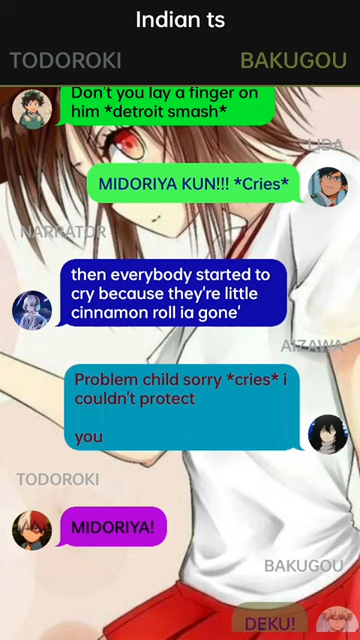 Indian ts
TODOROKI
BAKUGOU
Don't you lay a finger on
him *detroit smash*
LIDA
MIDORIYA KUN!!! *Cries*
NARRATOR
then everybody started to
cry because they're little
cinnamon roll ia gone'
AIZAWA
Problem child sorry *cries* i
couldn't protect
you
TODOROKI
MIDORIYA!
BAKUGOU
DEKU!